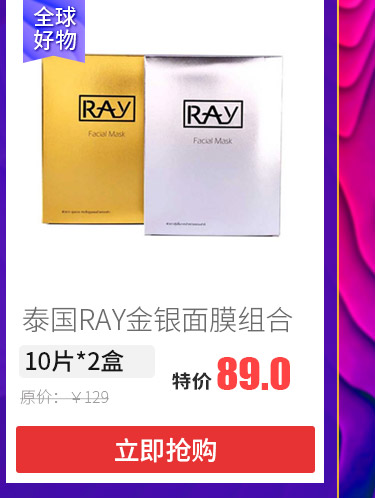 全球
好物
RAY
Facial Mask
RAY
Facial Mask
泰国RAY金银面膜组合
10片*2盒
特价 89.0
原价：￥129
立即抢购